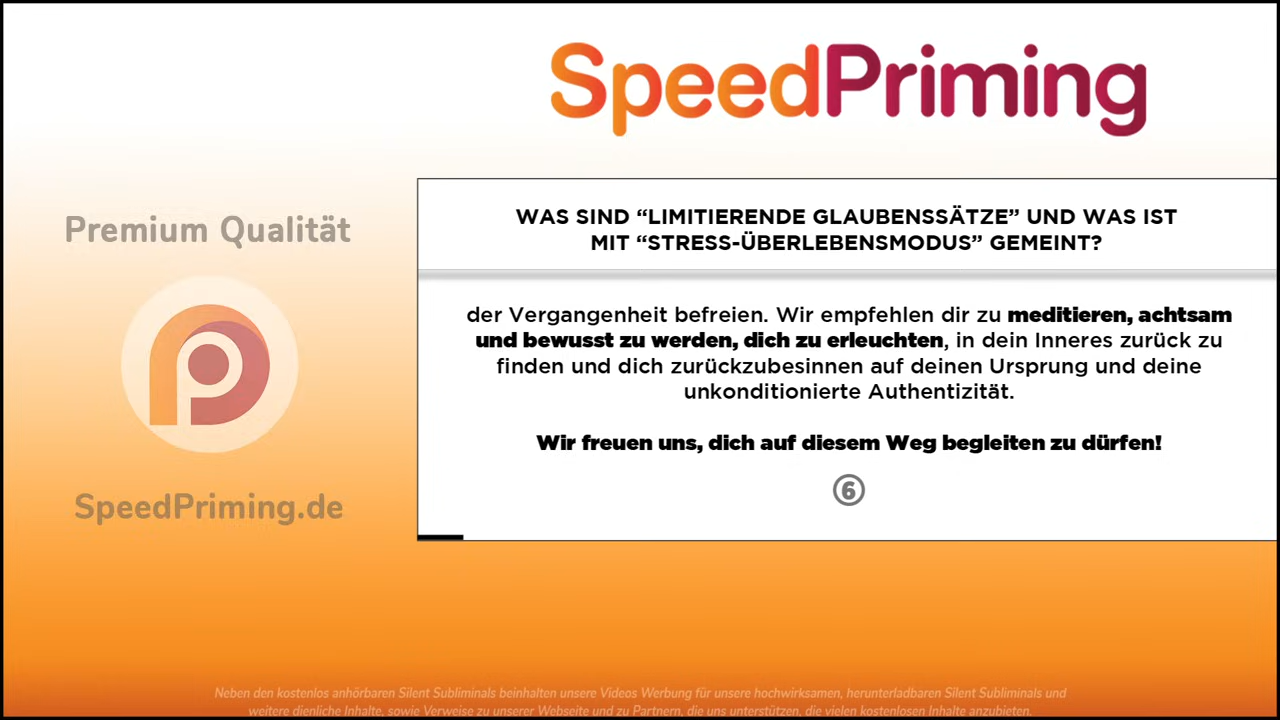 SpeedPriming
Premium Qualität
SpeedPriming.de
WAS SIND “LIMITIERENDE GLAUBENSSÄTZE” UND WAS IST
MIT “STRESS-ÜBERLEBENSMODUS” GEMEINT?
der Vergangenheit befreien. Wir empfehlen dir zu meditieren, achtsam
und bewusst zu werden, dich zu erleuchten, in dein Inneres zurück zu
finden und dich zurückzubesinnen auf deinen Ursprung und deine
unkonditionierte Authentizität.
Wir freuen uns, dich auf diesem Weg begleiten zu dürfen!
⑥
Neben den kostenlos anhörbaren Silent Subliminals beinhalten unsere Videos Werbung für unsere hochwirksamen, herunterladbaren Silent Subliminals und
weitere dienliche Inhalte, sowie Verweise zu unserer Webseite und zu Partnern, die uns unterstützen, die vielen kostenlosen Inhalte anzubieten.